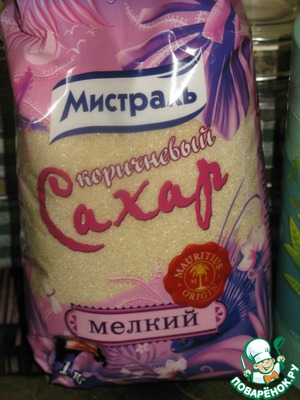 Мистраль
коричневый
Сахар
MAURITIUS
ORIGIN
мелкий
1 кг
ПОВАРЁНОК.РУ